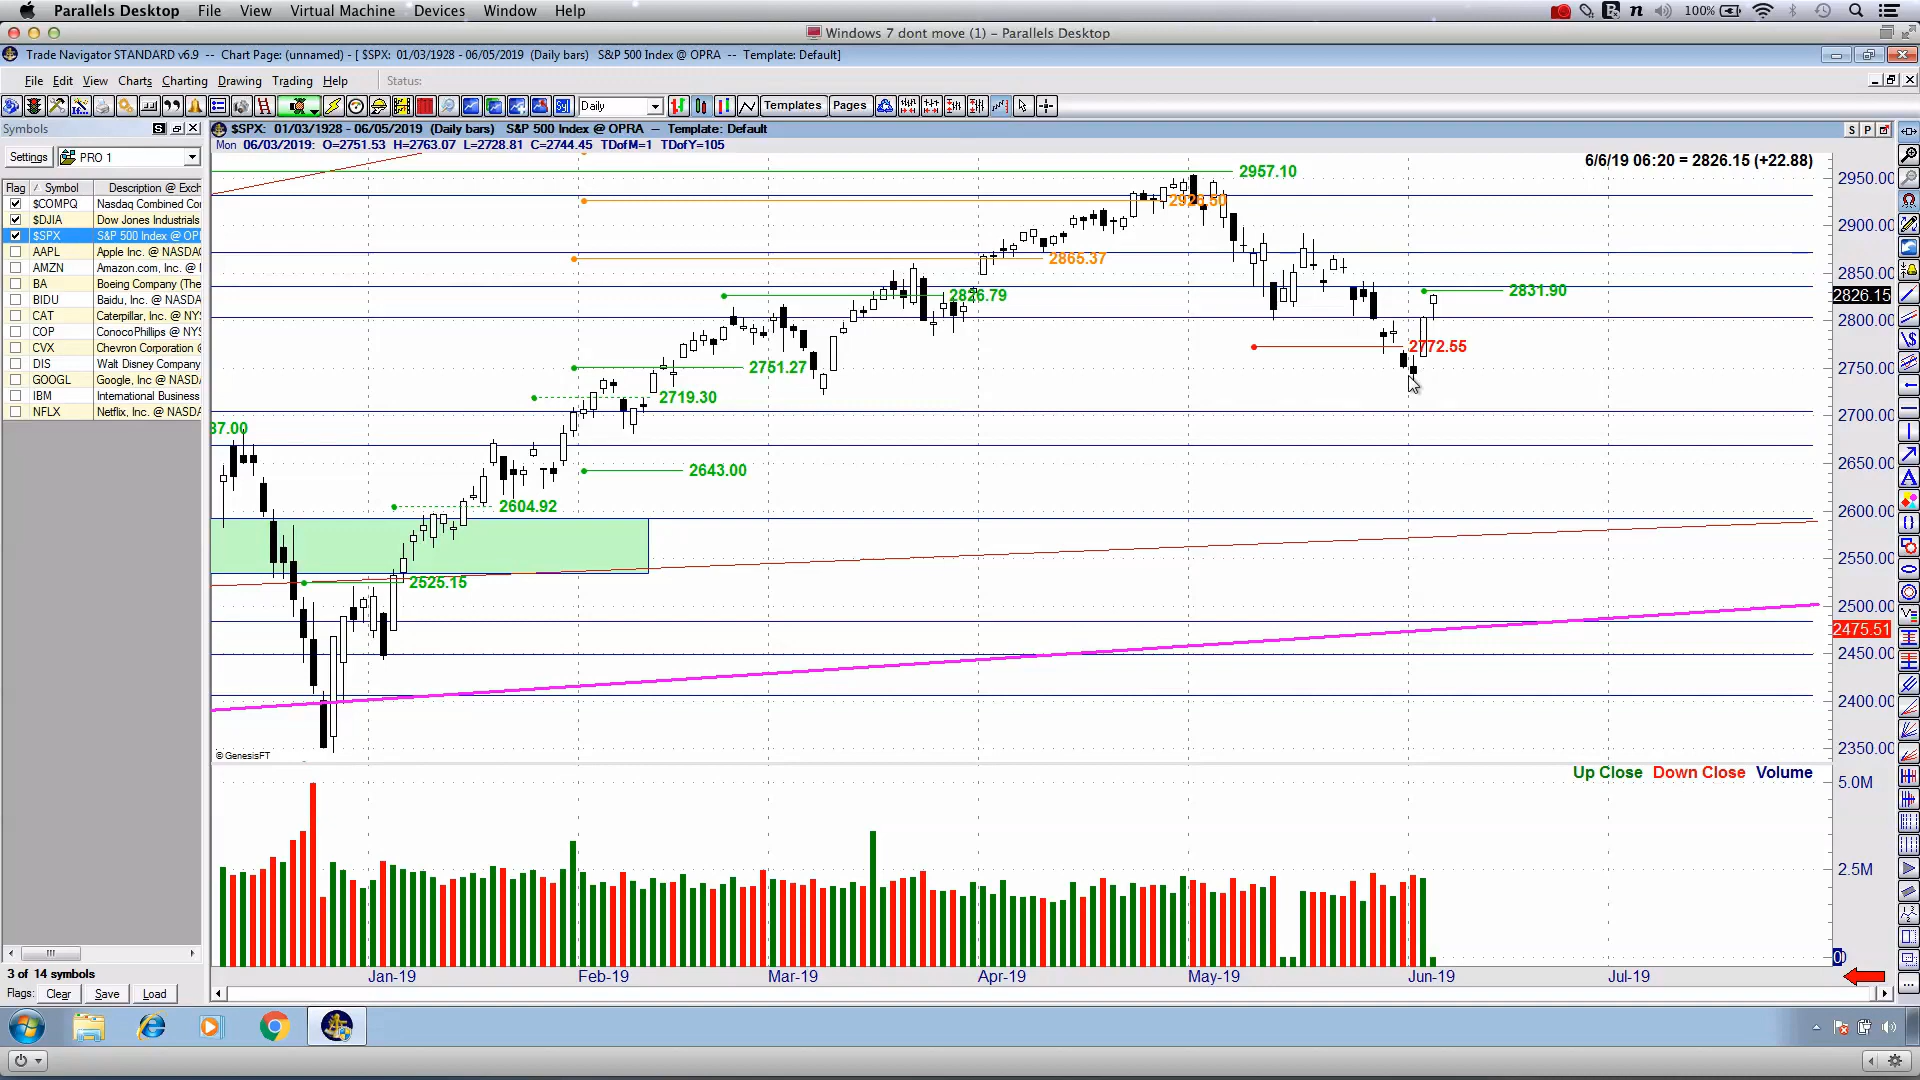 Parallels Desktop File View Virtual Machine Devices Window Help 100%
Windows 7 dont move (1) – Parallels Desktop
Trade Navigator STANDARD v6.9 -- Chart Page: (unnamed) - [ $SPX: 01/03/1928 - 06/05/2019 (Daily bars) S&P 500 Index @ OPRA -- Template: Default]
File Edit View Charts Charting Drawing Trading Help Status:
Daily Templates Pages
Symbols S
$SPX: 01/03/1928 - 06/05/2019 (Daily bars) S&P 500 Index @ OPRA -- Template: Default S P
Mon 06/03/2019: O=2751.53 H=2763.07 L=2728.81 C=2744.45 TDofM=1 TDofY=105
Settings PRO 1
6/6/19 06:20 = 2826.15 (+22.88)
Flag Symbol Description @ Exch
$COMPQ Nasdaq Combined Cor
$DJIA Dow Jones Industrials
$SPX S&P 500 Index @ OPI
AAPL Apple Inc. @ NASDA
AMZN Amazon.com, Inc. @
BA Boeing Company (The
BIDU Baidu, Inc. @ NASDA
CAT Caterpillar, Inc. @ NY
COP ConocoPhillips @ NYS
CVX Chevron Corporation @
DIS Walt Disney Company
GOOGL Google, Inc @ NASDA
IBM International Business
NFLX Netflix, Inc. @ NASDA
2957.10
2928.50
2865.37
2826.79
2831.90
2772.55
2751.27
2719.30
37.00
2643.00
2604.92
2525.15
2950.00
2900.00
2850.00
2826.15
2800.00
2750.00
2700.00
2650.00
2600.00
2550.00
2500.00
2475.51
2450.00
2400.00
2350.00
© GenesisFT
Up Close Down Close Volume
5.0M
2.5M
0
Jan-19 Feb-19 Mar-19 Apr-19 May-19 Jun-19 Jul-19
3 of 14 symbols
Flags: Clear Save Load